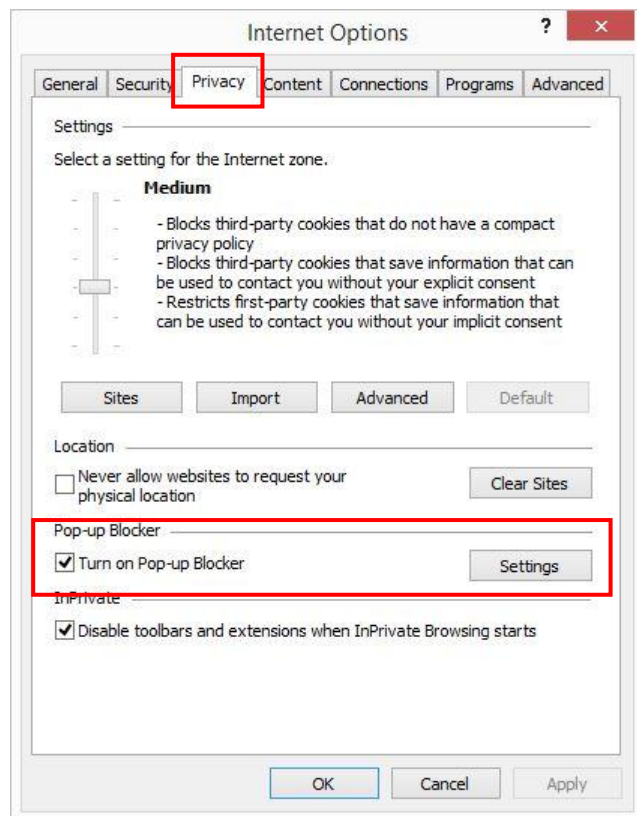 Internet Options
?
×
General Security Privacy Content Connections Programs Advanced
Settings
Select a setting for the Internet zone.
Medium
- Blocks third-party cookies that do not have a compact
privacy policy
- Blocks third-party cookies that save information that can
be used to contact you without your explicit consent
- Restricts first-party cookies that save information that
can be used to contact you without your implicit consent
Sites Import Advanced Default
Location
Never allow websites to request your
physical location
Clear Sites
Pop-up Blocker
Turn on Pop-up Blocker
Settings
InPrivate
Disable toolbars and extensions when InPrivate Browsing starts
OK Cancel Apply